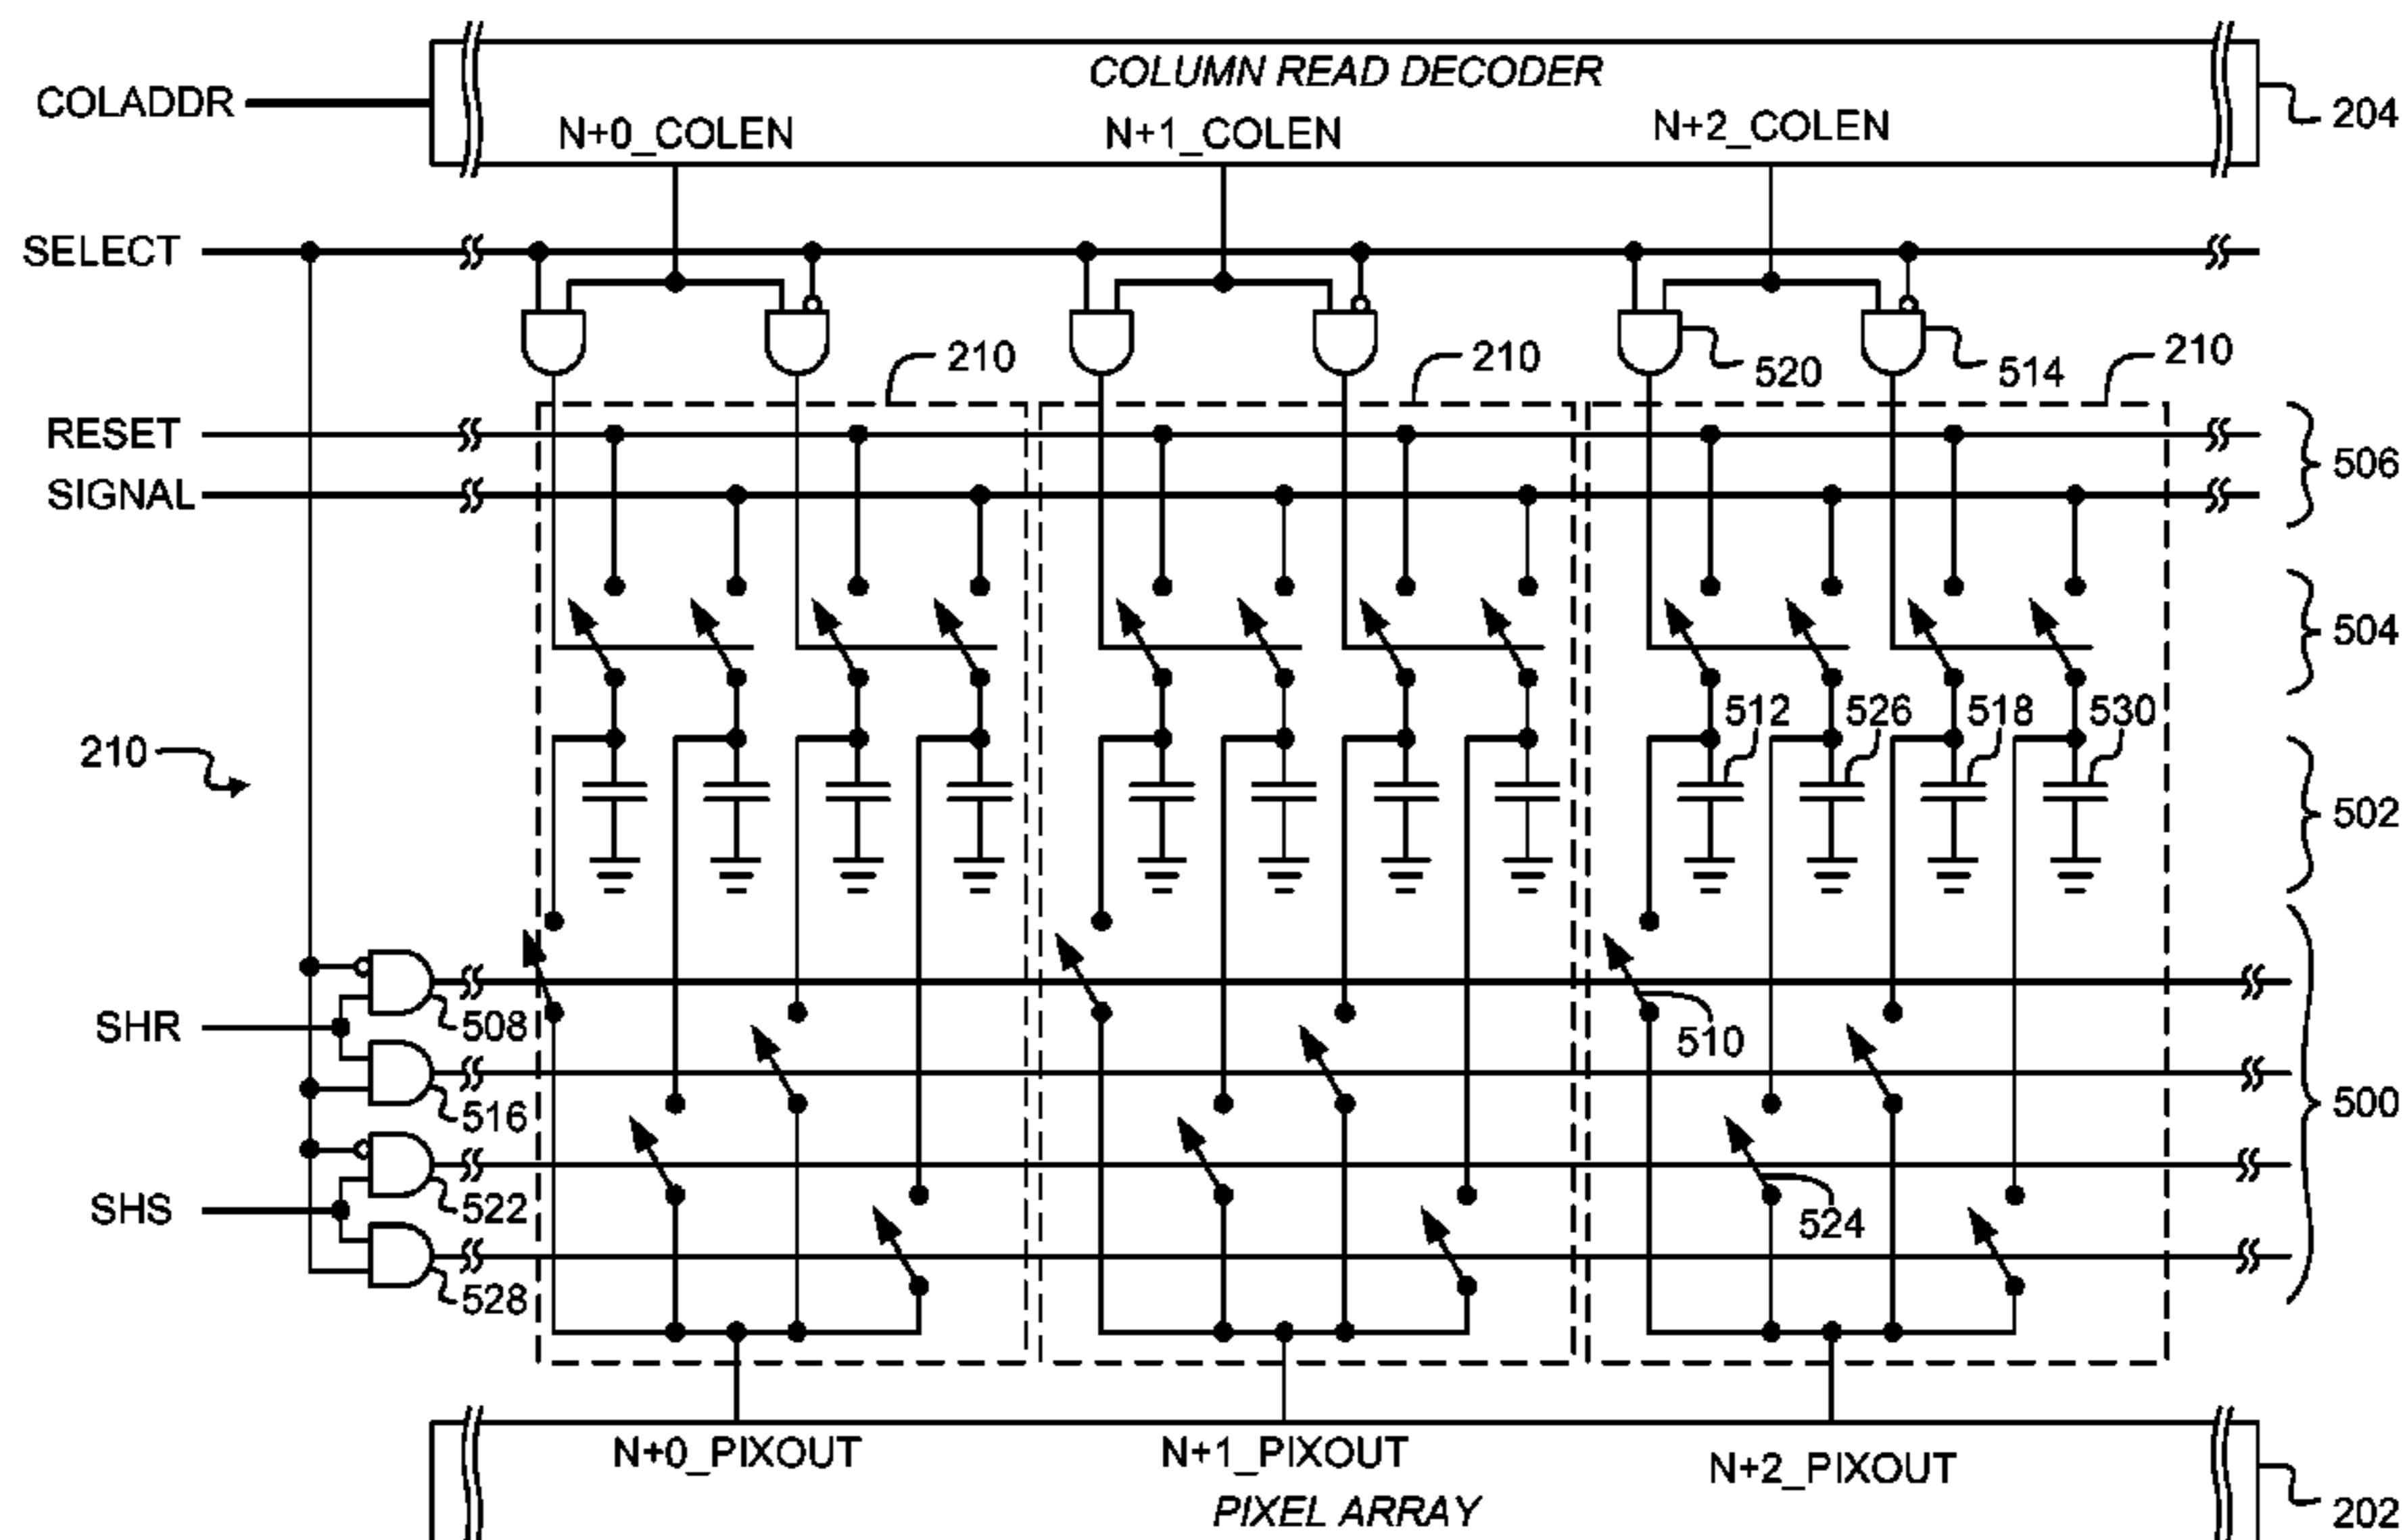 COLUMN READ DECODER
COLADDR
204
N+0_COLEN
N+1_COLEN
N+2_COLEN
SELECT
210
210
520
514
210
RESET
506
SIGNAL
504
512
526
518
530
210
502
SHR
508
510
516
500
SHS
522
524
528
N+0_PIXOUT
N+1_PIXOUT
N+2_PIXOUT
PIXEL ARRAY
202